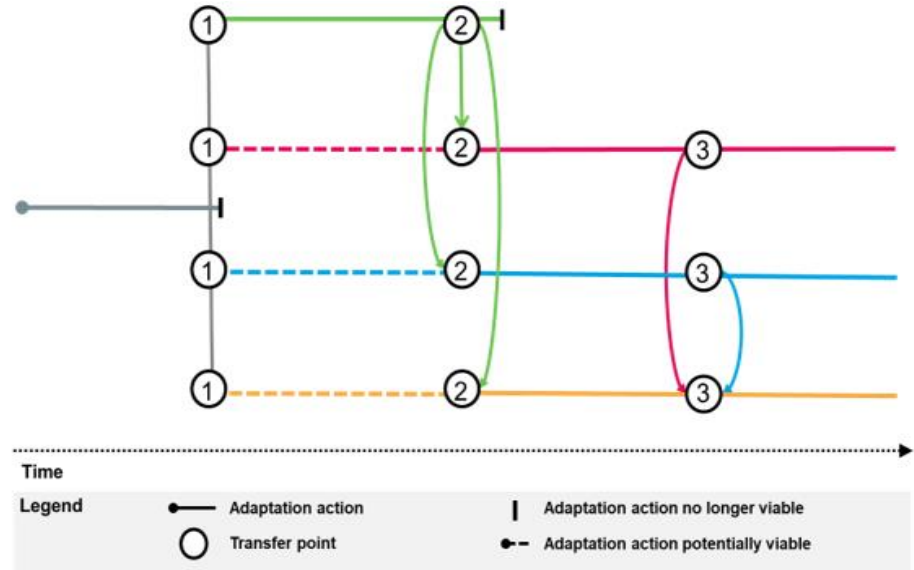 1 2
1 2 3
1 2 3
1 2 3
Time
Legend
Adaptation action
Adaptation action no longer viable
Transfer point
Adaptation action potentially viable